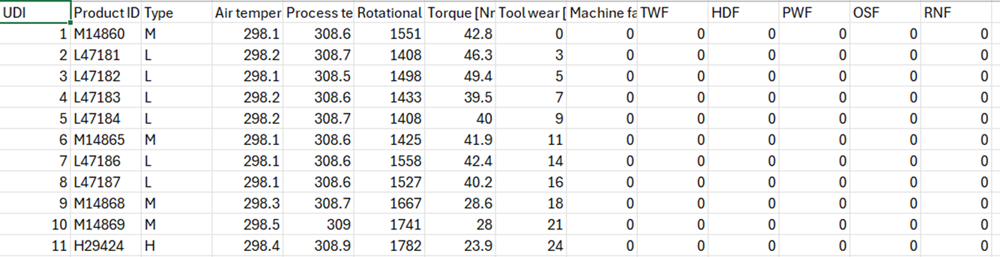 UDI Product ID Type Air temper Process te Rotational Torque [Nr Tool wear [ Machine fa TWF HDF PWF OSF RNF
1 M14860 M 298.1 308.6 1551 42.8 0 0 0 0 0 0 0
2 L47181 L 298.2 308.7 1408 46.3 3 0 0 0 0 0 0
3 L47182 L 298.1 308.5 1498 49.4 5 0 0 0 0 0 0
4 L47183 L 298.2 308.6 1433 39.5 7 0 0 0 0 0 0
5 L47184 L 298.2 308.7 1408 40 9 0 0 0 0 0 0
6 M14865 M 298.1 308.6 1425 41.9 11 0 0 0 0 0 0
7 L47186 L 298.1 308.6 1558 42.4 14 0 0 0 0 0 0
8 L47187 L 298.1 308.6 1527 40.2 16 0 0 0 0 0 0
9 M14868 M 298.3 308.7 1667 28.6 18 0 0 0 0 0 0
10 M14869 M 298.5 309 1741 28 21 0 0 0 0 0 0
11 H29424 H 298.4 308.9 1782 23.9 24 0 0 0 0 0 0